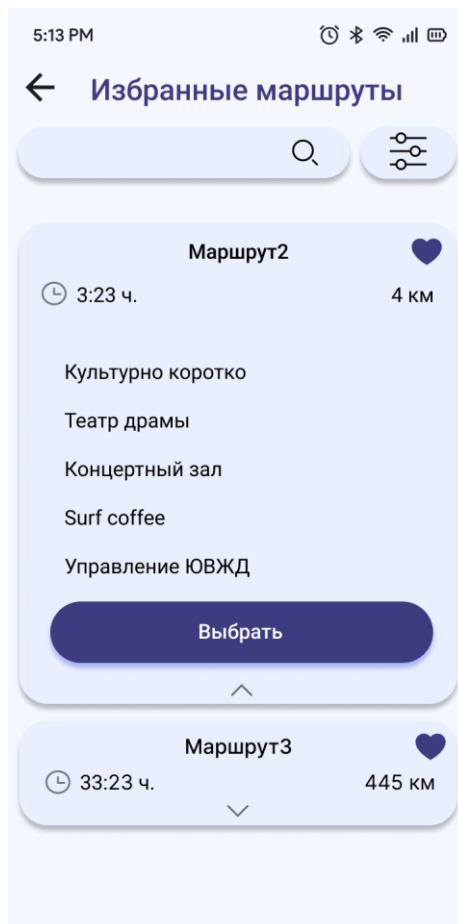 5:13 PM
Избранные маршруты
Маршрут2
3:23 ч.
4 км
Культурно коротко
Театр драмы
Концертный зал
Surf coffee
Управление ЮВЖД
Выбрать
Маршрут3
33:23 ч.
445 км